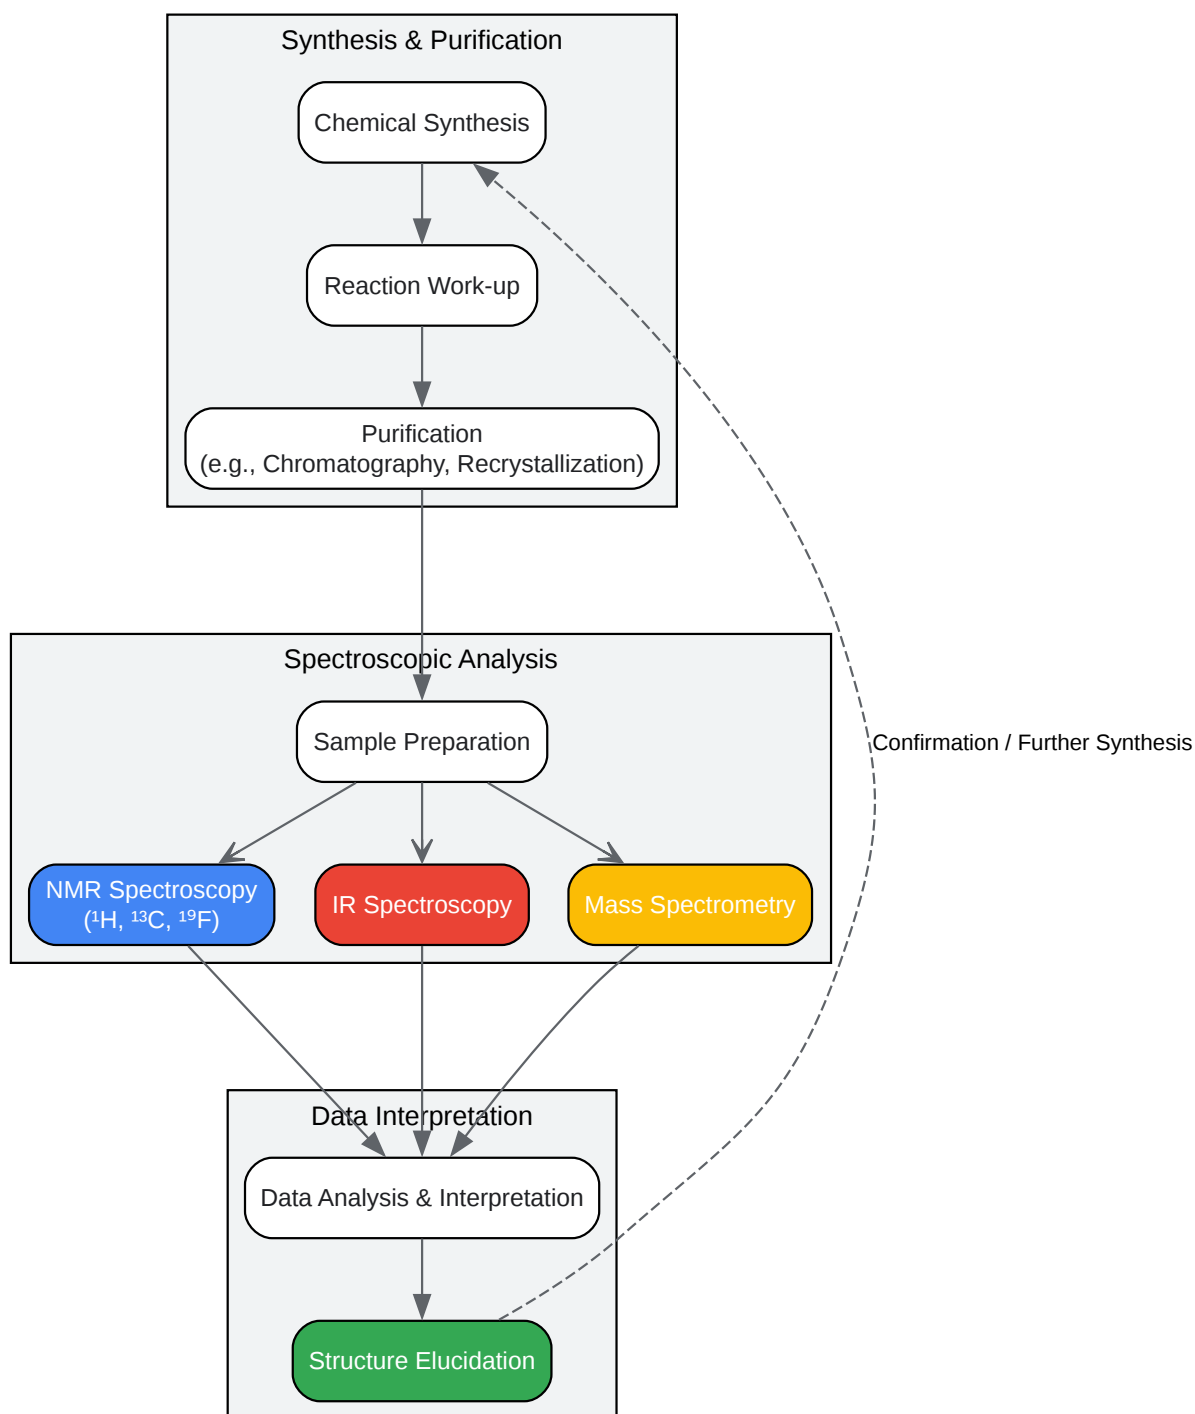 Synthesis & Purification
Chemical Synthesis
Reaction Work-up
Purification
(e.g., Chromatography, Recrystallization)
Spectroscopic Analysis
Sample Preparation
Confirmation / Further Synthesis
NMR Spectroscopy
(¹H, ¹³C, ¹⁹F)
IR Spectroscopy
Mass Spectrometry
Data Interpretation
Data Analysis & Interpretation
Structure Elucidation